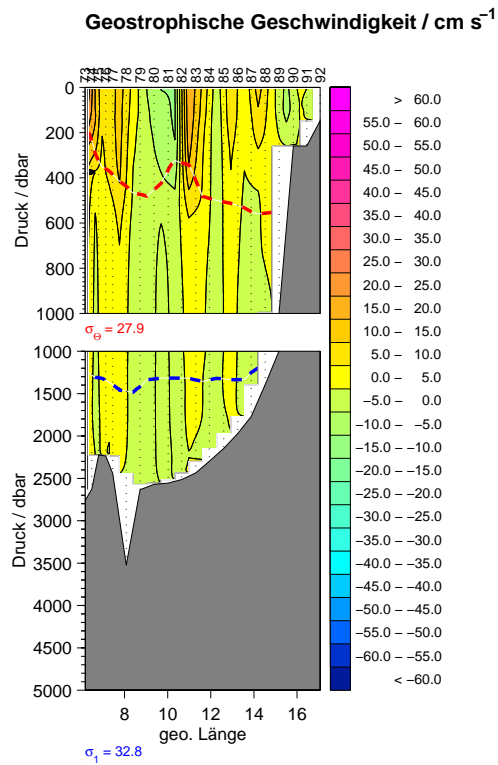 Geostrophische Geschwindigkeit / cm s⁻¹
73 74 75 76 77 78 79 80 81 82 83 84 85 86 87 88 89 90 91 92
0
200
400
600
800
1000
Druck / dbar
σΘ = 27.9
1000
1500
2000
2500
3000
3500
4000
4500
5000
Druck / dbar
8 10 12 14 16
geo. Länge
σ1 = 32.8
> 60.0
55.0 – 60.0
50.0 – 55.0
45.0 – 50.0
40.0 – 45.0
35.0 – 40.0
30.0 – 35.0
25.0 – 30.0
20.0 – 25.0
15.0 – 20.0
10.0 – 15.0
5.0 – 10.0
0.0 – 5.0
−5.0 – 0.0
−10.0 – −5.0
−15.0 – −10.0
−20.0 – −15.0
−25.0 – −20.0
−30.0 – −25.0
−35.0 – −30.0
−40.0 – −35.0
−45.0 – −40.0
−50.0 – −45.0
−55.0 – −50.0
−60.0 – −55.0
< −60.0